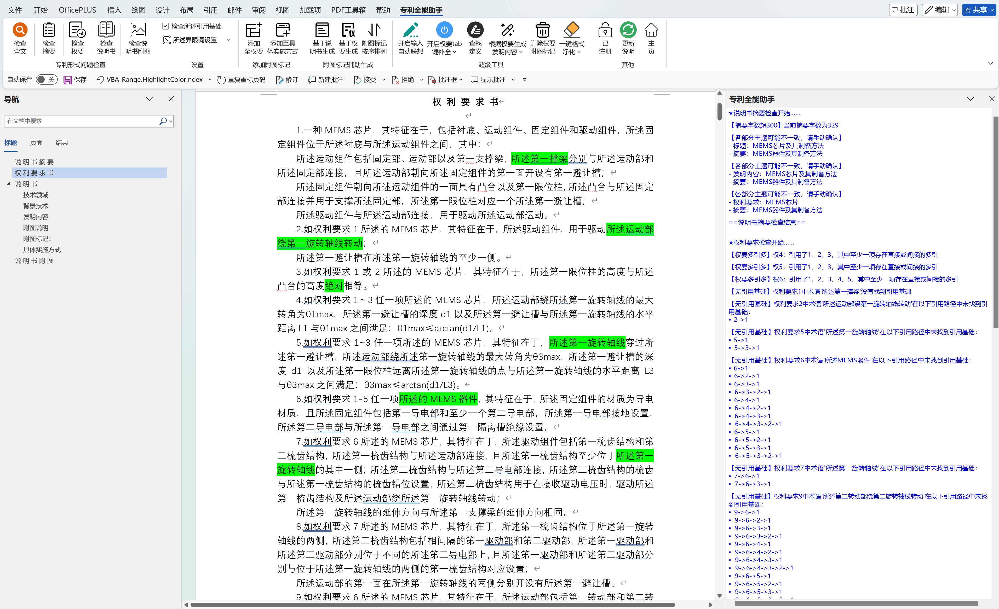 文件 开始 OfficePLUS 插入 绘图 设计 布局 引用 邮件 审阅 视图 加载项 PDF工具箱 帮助 专利全能助手 批注 编辑 共享
检查全文 检查摘要 检查权要 检查说明书 检查说明书附图
专利形式问题检查
检查所述引用基础
所述界限词设置
设置
添加至权要 添加至具体实施方式
添加附图标记
基于说明书生成 基于权要生成 附图标记按序排列
附图标记辅助生成
开启输入自动联想 开启权要tab键补全 查找定义 根据权要生成发明内容 删除权要附图标记 一键格式净化
超级工具
已注册 更新说明 主页
其他
自动保存 关 保存 VBA-Range.HighlightColorIndex 重复重标页码 修订 新建批注 接受 拒绝 批注框 显示批注
导航
在文档中搜索
标题 页面 结果
说 明 书 摘 要
权 利 要 求 书
说 明 书
技术领域
背景技术
发明内容
附图说明
附图标记:
具体实施方式
说 明 书 附 图
权 利 要 求 书
1.一种 MEMS 芯片，其特征在于，包括衬底、运动组件、固定组件和驱动组件，所述固
定组件位于所述衬底与所述运动组件之间，其中：
所述运动组件包括固定部、运动部以及第一支撑梁，所述第一撑梁分别与所述运动部和
所述固定部连接，且所述运动部朝向所述固定组件的第一面开设有第一避让槽；
所述固定组件朝向所述运动组件的一面具有凸台以及第一限位柱，所述凸台与所述固定
部连接并用于支撑所述固定部，所述第一限位柱对应一个所述第一避让槽；
所述驱动组件与所述运动部连接，用于驱动所述运动部运动。
2.如权利要求 1 所述的 MEMS 芯片，其特征在于，所述驱动组件，用于驱动所述运动部
绕第一旋转轴线转动；
所述第一避让槽在所述第一旋转轴线的至少一侧。
3.如权利要求 1 或 2 所述的 MEMS 芯片，其特征在于，所述第一限位柱的高度与所述
凸台的高度绝对相等。
4.如权利要求 1～3 任一项所述的 MEMS 芯片，所述运动部绕所述第一旋转轴线的最大
转角为θ1max，所述第一避让槽的深度 d1 以及所述第一避让槽与所述第一旋转轴线的水平
距离 L1 与θ1max 之间满足：θ1max≤arctan(d1/L1)。
5.如权利要求 1~3 任一项所述的 MEMS 芯片，其特征在于，所述第一旋转轴线穿过所
述第一避让槽，所述运动部绕所述第一旋转轴线的最大转角为θ3max，所述第一避让槽的深
度 d1 以及所述第一限位柱远离所述第一旋转轴线的点与所述第一旋转轴线的水平距离 L3
与θ3max 之间满足：θ3max≤arctan(d1/L3)。
6.如权利要求 1-5 任一项所述的 MEMS 器件，其特征在于，所述固定组件的材质为导电
材质，且所述固定组件包括第一导电部和至少一个第二导电部，所述第一导电部接地设置，
所述第二导电部与所述第一导电部之间通过第一隔离槽绝缘设置。
7.如权利要求 6 所述的 MEMS 芯片，其特征在于，所述驱动组件包括第一梳齿结构和第
二梳齿结构，所述第一梳齿结构与所述运动部连接，且所述第一梳齿结构至少位于所述第一
旋转轴线的其中一侧；所述第二梳齿结构与所述第二导电部连接，所述第二梳齿结构的梳齿
与所述第一梳齿结构的梳齿错位设置，所述第二梳齿结构用于在接收驱动电压时，驱动所述
第一梳齿结构及所述运动部绕所述第一旋转轴线转动；
所述第一旋转轴线的延伸方向与所述第一支撑梁的延伸方向相同。
8.如权利要求 7 所述的 MEMS 芯片，其特征在于，所述第一梳齿结构位于所述第一旋转
轴线的两侧，所述第二梳齿结构包括相间隔的第一驱动部和第二驱动部，所述第一驱动部和
所述第二驱动部分别位于不同的所述第二导电部上，且所述第一驱动部和所述第二驱动部分
别与位于所述第一旋转轴线的两侧的第一梳齿结构对应设置；
所述运动部的第一面在所述第一旋转轴线的两侧分别开设有所述第一避让槽。
9.如权利要求 6 所述的 MEMS 芯片，其特征在于，所述运动部包括第一转动部和第二转
专利全能助手
★说明书摘要检查开始......
【摘要字数超300】当前摘要字数为329
【各部分主题可能不一致，请手动确认】
- 标题：MEMS芯片及其制备方法
- 摘要：MEMS器件及其制备方法
【各部分主题可能不一致，请手动确认】
- 发明内容：MEMS芯片及其制备方法
- 摘要：MEMS器件及其制备方法
【各部分主题可能不一致，请手动确认】
- 权利要求：MEMS芯片
- 摘要：MEMS器件及其制备方法
==说明书摘要检查结束==
★权利要求检查开始......
【权要多引多】权4：引用了1、2、3，其中至少一项存在直接或间接的多引
【权要多引多】权5：引用了1、2、3，其中至少一项存在直接或间接的多引
【权要多引多】权6：引用了1、2、3、4、5，其中至少一项存在直接或间接的多引
【无引用基础】权利要求1中术语'所述第一撑梁'没有找到引用基础
【无引用基础】权利要求2中术语'所述运动部绕第一旋转轴线转动'在以下引用路径中未找到引
用基础：
• 2->1
【无引用基础】权利要求5中术语'所述第一旋转轴线'在以下引用路径中未找到引用基础：
• 5->1
• 5->3->1
【无引用基础】权利要求6中术语'所述MEMS器件'在以下引用路径中未找到引用基础：
• 6->1
• 6->2->1
• 6->3->1
• 6->3->2->1
• 6->4->1
• 6->4->2->1
• 6->4->3->1
• 6->4->3->2->1
• 6->5->1
• 6->5->2->1
• 6->5->3->1
• 6->5->3->2->1
【无引用基础】权利要求7中术语'所述第一旋转轴线'在以下引用路径中未找到引用基础：
• 7->6->1
• 7->6->3->1
【无引用基础】权利要求9中术语'所述第二转动部绕第二旋转轴线转动'在以下引用路径中未找
到引用基础：
• 9->6->1
• 9->6->2->1
• 9->6->3->1
• 9->6->3->2->1
• 9->6->4->1
• 9->6->4->2->1
• 9->6->4->3->1
• 9->6->4->3->2->1
• 9->6->5->1
• 9->6->5->2->1
• 9->6->5->3->1